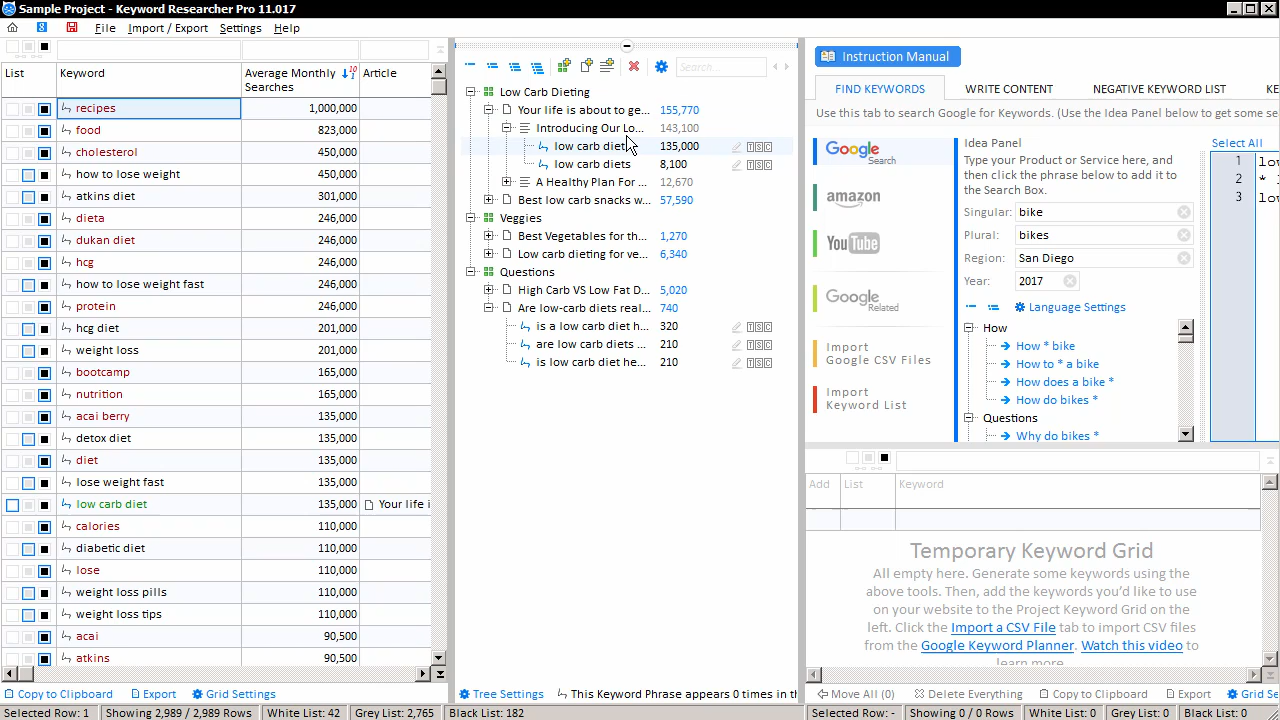 Sample Project - Keyword Researcher Pro 11.017
File Import / Export Settings Help
List Keyword Average Monthly Searches Article
recipes 1,000,000
food 823,000
cholesterol 450,000
how to lose weight 450,000
atkins diet 301,000
dieta 246,000
dukan diet 246,000
hcg 246,000
how to lose weight fast 246,000
protein 246,000
hcg diet 201,000
weight loss 201,000
bootcamp 165,000
nutrition 165,000
acai berry 135,000
detox diet 135,000
diet 135,000
lose weight fast 135,000
low carb diet 135,000 Your life i
calories 110,000
diabetic diet 110,000
lose 110,000
weight loss pills 110,000
weight loss tips 110,000
acai 90,500
atkins 90,500
Copy to Clipboard Export Grid Settings
Selected Row: 1 Showing 2,989 / 2,989 Rows White List: 42 Grey List: 2,765 Black List: 182
Search...
Low Carb Dieting
Your life is about to ge... 155,770
Introducing Our Lo... 143,100
low carb diet 135,000 TSC
low carb diets 8,100 TSC
A Healthy Plan For ... 12,670
Best low carb snacks w... 57,590
Veggies
Best Vegetables for th... 1,270
Low carb dieting for ve... 6,340
Questions
High Carb VS Low Fat D... 5,020
Are low-carb diets real... 740
is a low carb diet h... 320 TSC
are low carb diets ... 210 TSC
is low carb diet he... 210 TSC
Tree Settings This Keyword Phrase appears 0 times in th
Instruction Manual
FIND KEYWORDS WRITE CONTENT NEGATIVE KEYWORD LIST KE
Use this tab to search Google for Keywords. (Use the Idea Panel below to get some se
Google Search
amazon
YouTube
Google Related
Import
Google CSV Files
Import
Keyword List
Idea Panel
Type your Product or Service here, and
then click the phrase below to add it to
the Search Box.
Singular: bike
Plural: bikes
Region: San Diego
Year: 2017
Language Settings
How
How * bike
How to * a bike
How does a bike *
How do bikes *
Questions
Why do bikes *
Select All
1 lo
2 * l
3 lo
Add List Keyword
Temporary Keyword Grid
All empty here. Generate some keywords using the
above tools. Then, add the keywords you'd like to use
on your website to the Project Keyword Grid on the
left. Click the Import a CSV File tab to import CSV files
from the Google Keyword Planner. Watch this video to
learn more.
Move All (0) Delete Everything Copy to Clipboard Export Grid Se
Selected Row: - Showing 0 / 0 Rows White List: 0 Grey List: 0 Black List: 0